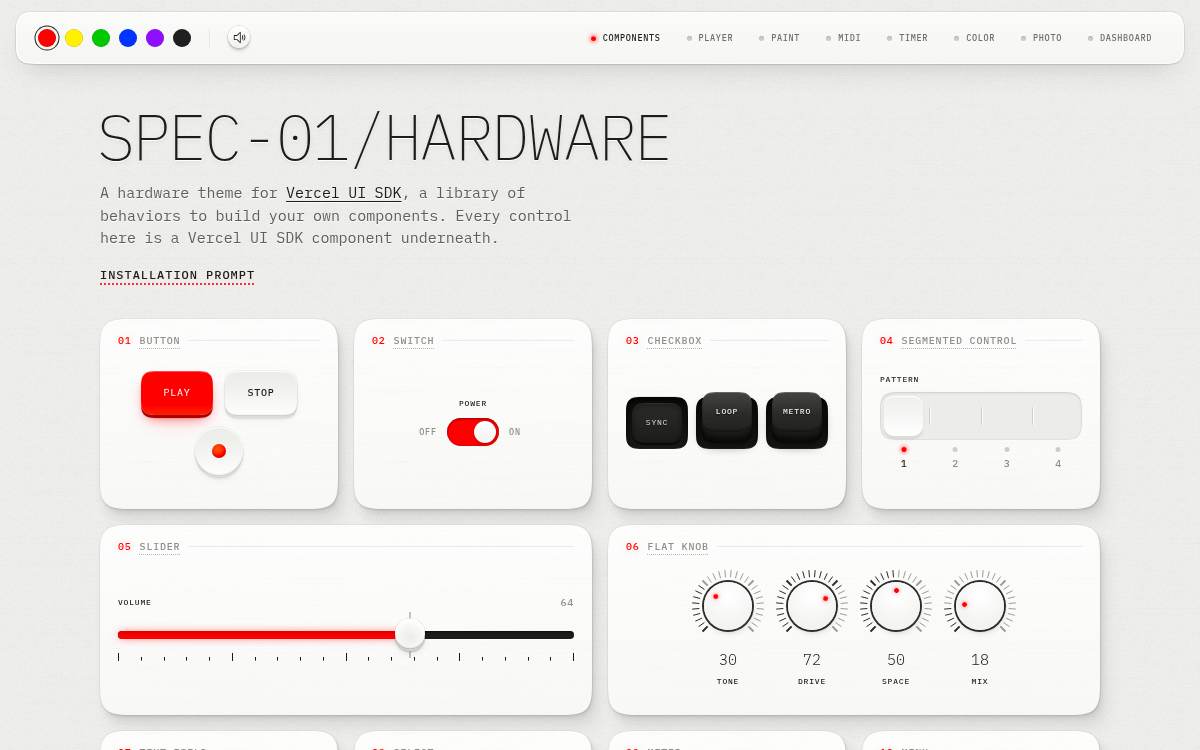 COMPONENTS PLAYER PAINT MIDI TIMER COLOR PHOTO DASHBOARD
SPEC-01/HARDWARE
A hardware theme for Vercel UI SDK, a library of
behaviors to build your own components. Every control
here is a Vercel UI SDK component underneath.
INSTALLATION PROMPT
01 BUTTON
PLAY STOP
02 SWITCH
POWER
OFF ON
03 CHECKBOX
SYNC LOOP METRO
04 SEGMENTED CONTROL
PATTERN
1 2 3 4
05 SLIDER
VOLUME 64
06 FLAT KNOB
30 72 50 18
TONE DRIVE SPACE MIX